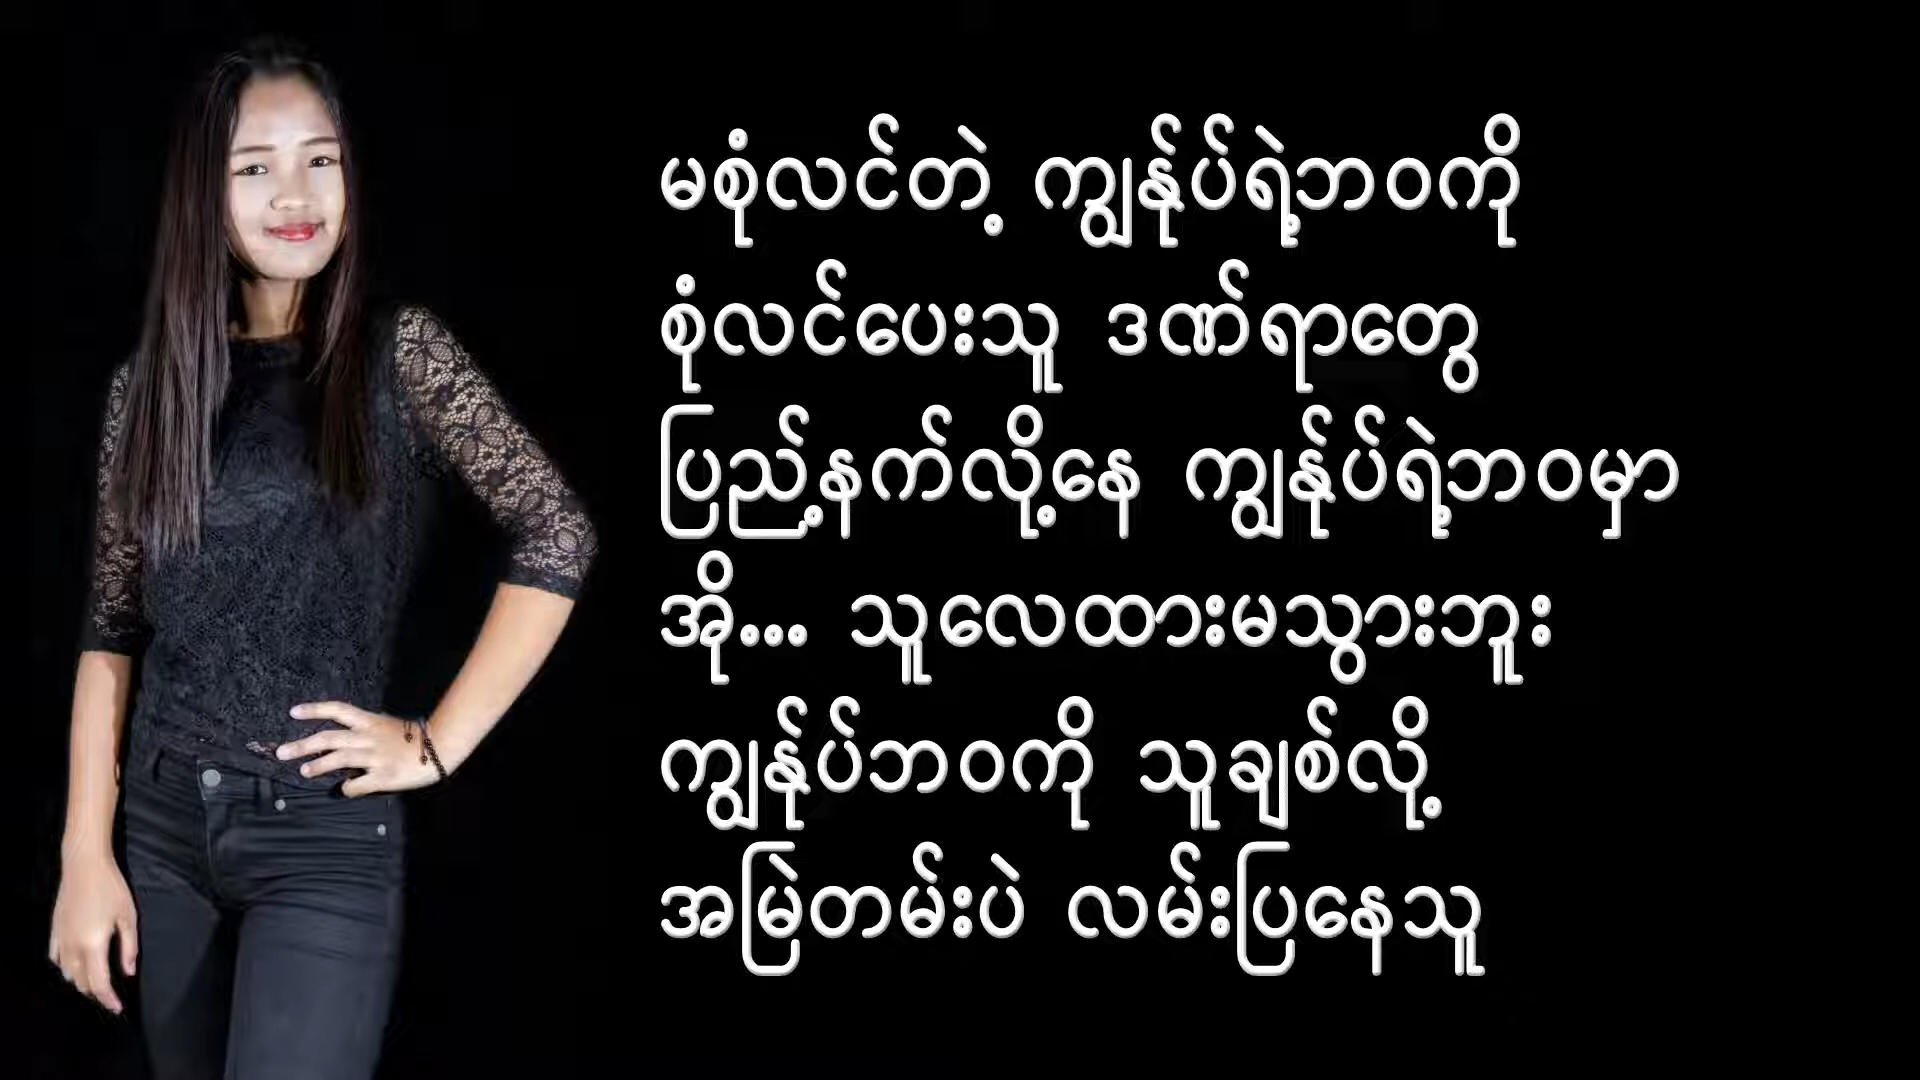 မစုံလင်တဲ့ ကျွန်ုပ်ရဲ့ဘဝကို
စုံလင်ပေးသူ ဒဏ်ရာတွေ
ပြည့်နက်လို့နေ ကျွန်ုပ်ရဲ့ဘဝမှာ
အို... သူလေထားမသွားဘူး
ကျွန်ုပ်ဘဝကို သူချစ်လို့
အမြဲတမ်းပဲ လမ်းပြနေသူ